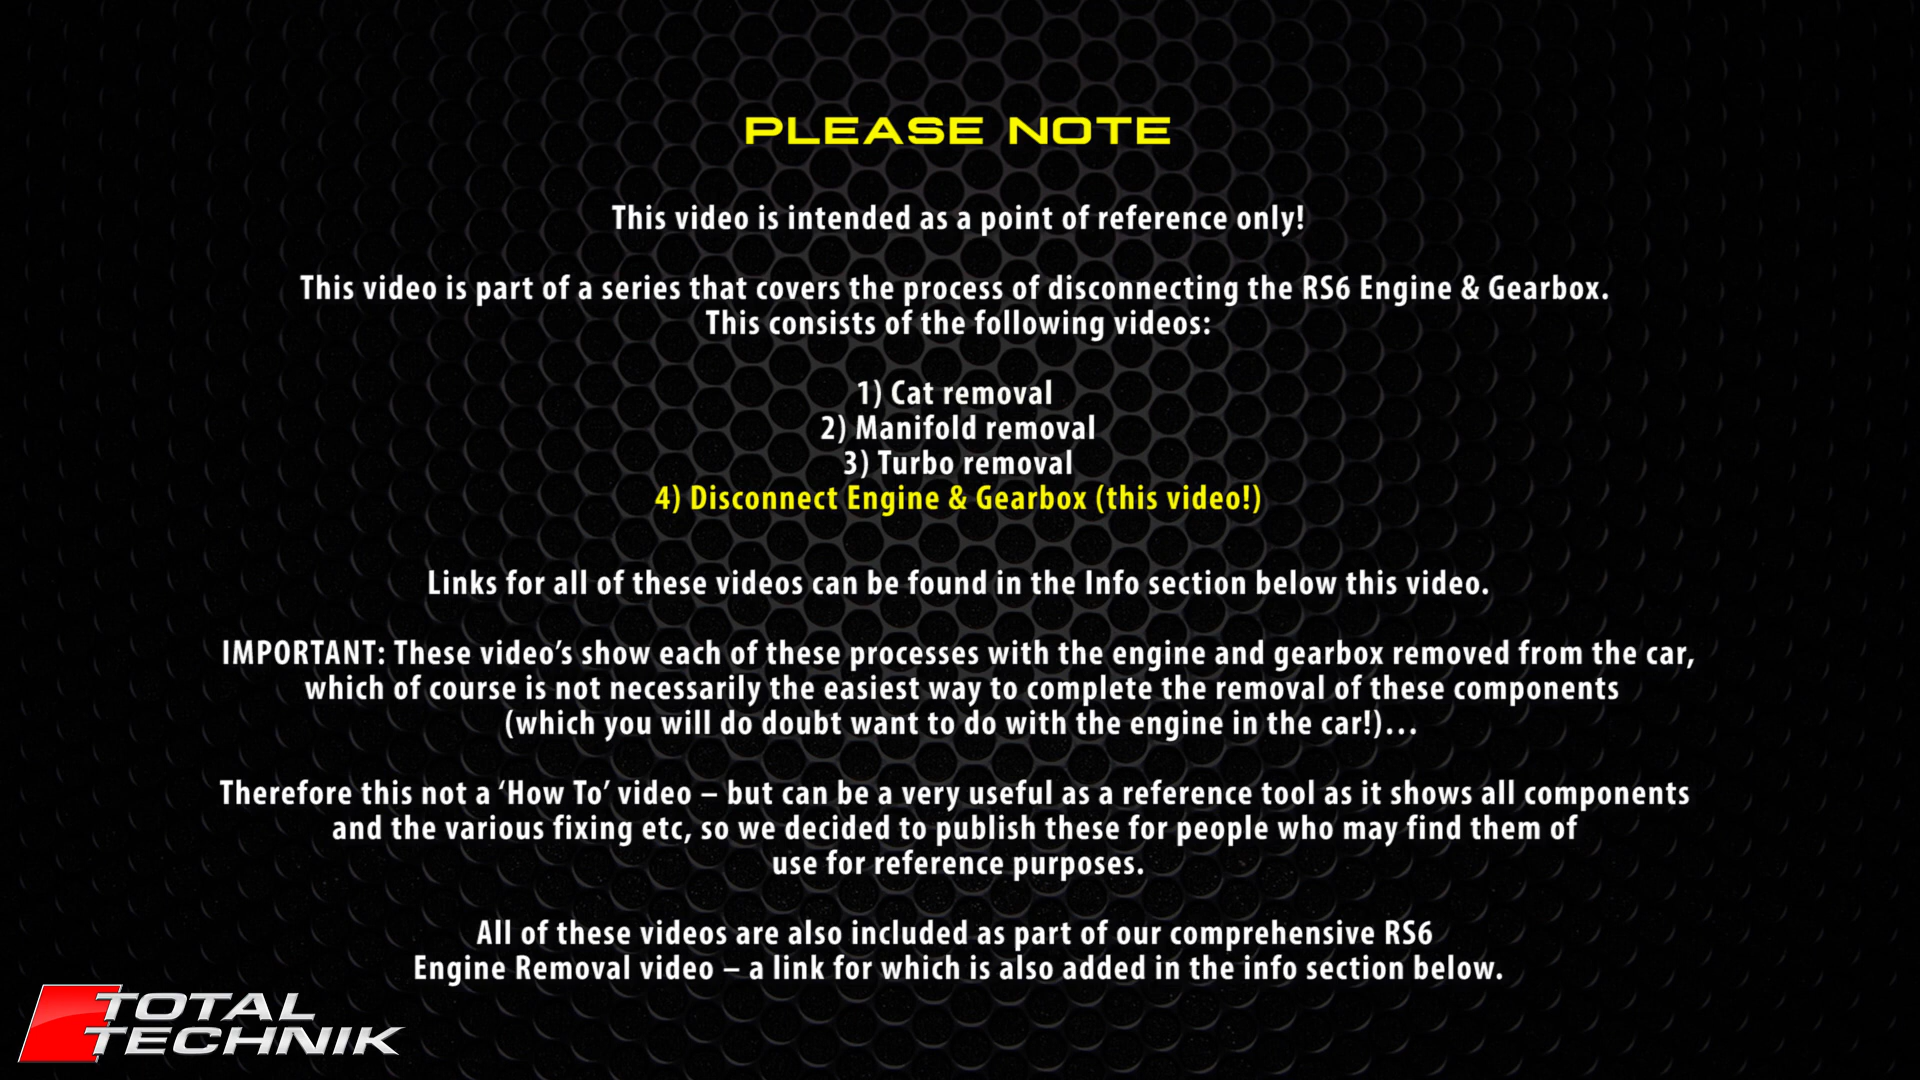 PLEASE NOTE
This video is intended as a point of reference only!
This video is part of a series that covers the process of disconnecting the RS6 Engine & Gearbox.
This consists of the following videos:
1) Cat removal
2) Manifold removal
3) Turbo removal
4) Disconnect Engine & Gearbox (this video!)
Links for all of these videos can be found in the Info section below this video.
IMPORTANT: These video’s show each of these processes with the engine and gearbox removed from the car,
which of course is not necessarily the easiest way to complete the removal of these components
(which you will do doubt want to do with the engine in the car!)…
Therefore this not a ‘How To’ video – but can be a very useful as a reference tool as it shows all components
and the various fixing etc, so we decided to publish these for people who may find them of
use for reference purposes.
All of these videos are also included as part of our comprehensive RS6
Engine Removal video – a link for which is also added in the info section below.
TOTAL
TECHNIK